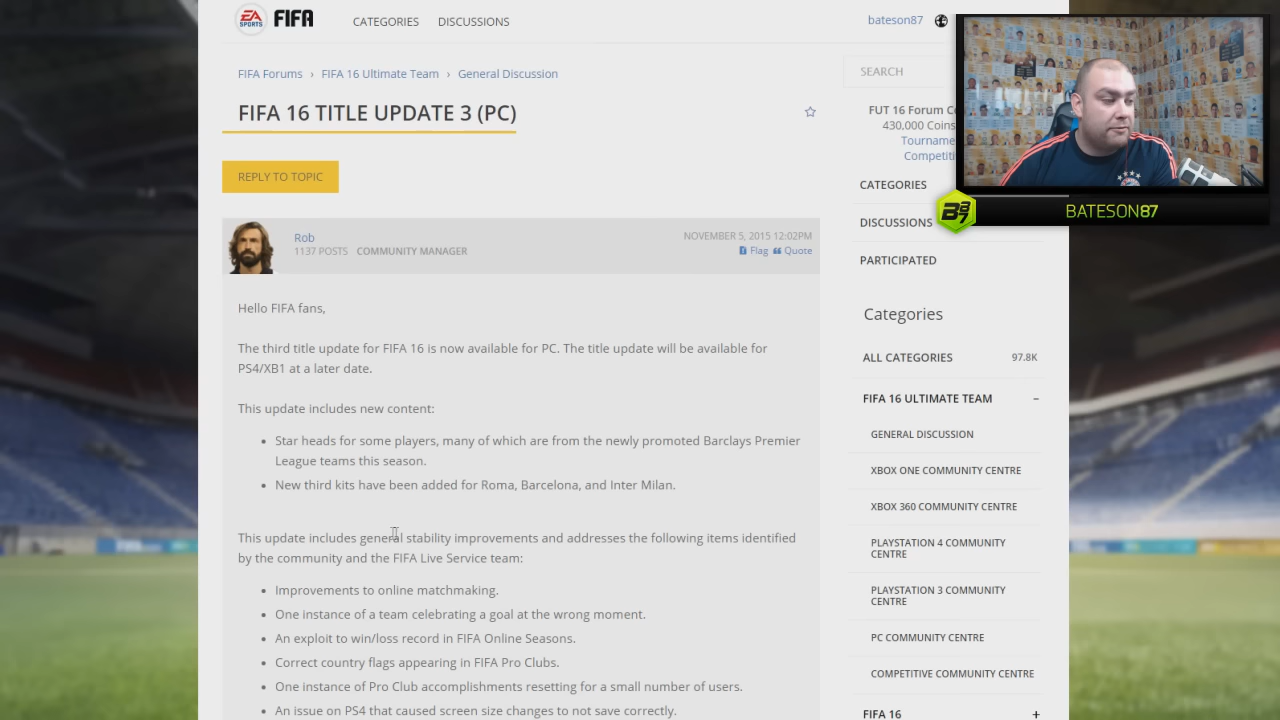 EA SPORTS FIFA
CATEGORIES DISCUSSIONS
bateson87
FIFA Forums › FIFA 16 Ultimate Team › General Discussion
SEARCH
FIFA 16 TITLE UPDATE 3 (PC)
FUT 16 Forum
430,000 Coins
REPLY TO TOPIC
CATEGORIES
DISCUSSIONS
PARTICIPATED
BATESON87
Rob
1137 POSTS COMMUNITY MANAGER
NOVEMBER 5, 2015 12:02PM
Flag Quote
Hello FIFA fans,
The third title update for FIFA 16 is now available for PC. The title update will be available for
PS4/XB1 at a later date.
This update includes new content:
• Star heads for some players, many of which are from the newly promoted Barclays Premier
League teams this season.
• New third kits have been added for Roma, Barcelona, and Inter Milan.
This update includes general stability improvements and addresses the following items identified
by the community and the FIFA Live Service team:
• Improvements to online matchmaking.
• One instance of a team celebrating a goal at the wrong moment.
• An exploit to win/loss record in FIFA Online Seasons.
• Correct country flags appearing in FIFA Pro Clubs.
• One instance of Pro Club accomplishments resetting for a small number of users.
• An issue on PS4 that caused screen size changes to not save correctly.
Categories
ALL CATEGORIES 97.8K
FIFA 16 ULTIMATE TEAM –
GENERAL DISCUSSION
XBOX ONE COMMUNITY CENTRE
XBOX 360 COMMUNITY CENTRE
PLAYSTATION 4 COMMUNITY
CENTRE
PLAYSTATION 3 COMMUNITY
CENTRE
PC COMMUNITY CENTRE
COMPETITIVE COMMUNITY CENTRE
FIFA 16 +